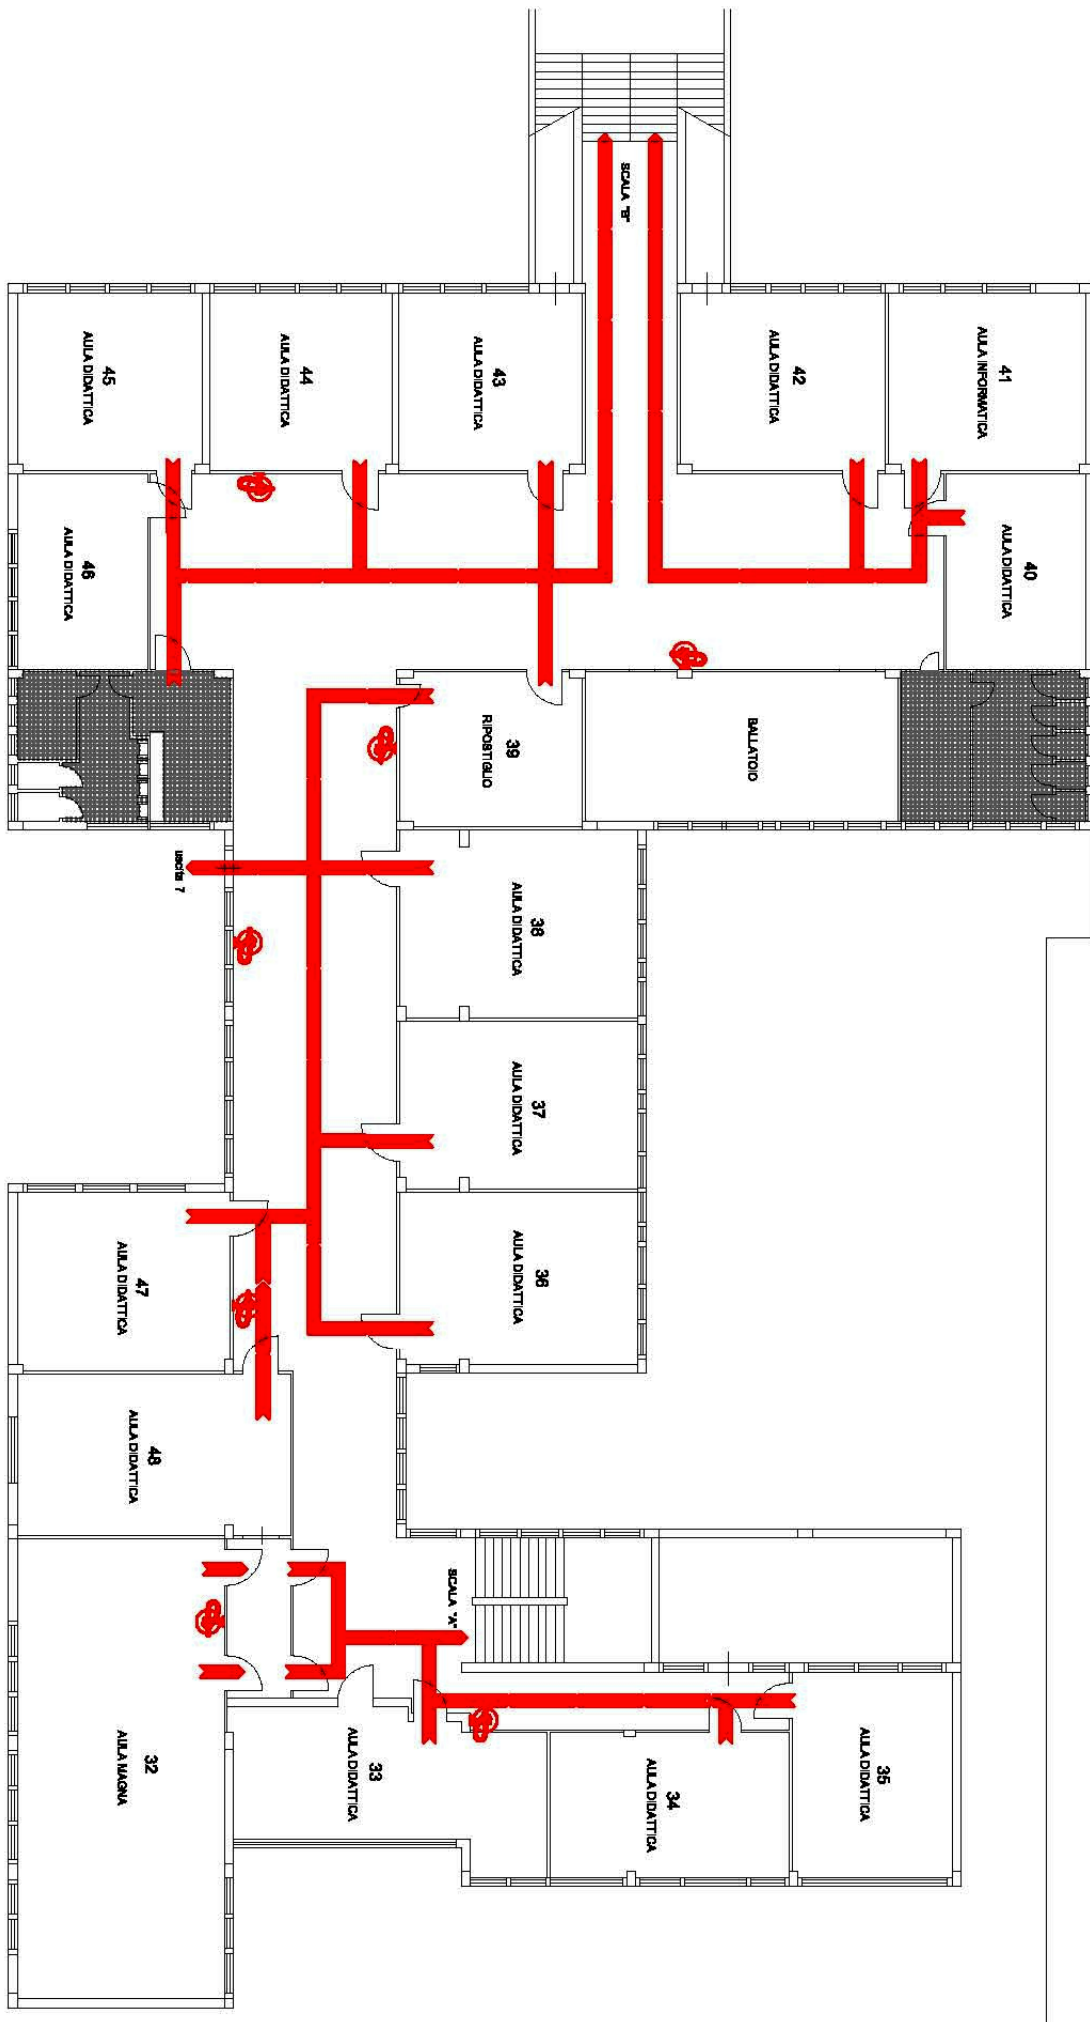 SCALA "B"
41
AULA INFORMATICA
42
AULA DIDATTICA
43
AULA DIDATTICA
44
AULA DIDATTICA
45
AULA DIDATTICA
40
AULA DIDATTICA
46
AULA DIDATTICA
BALLATOIO
39
RIPOSTIGLIO
uscita 7
38
AULA DIDATTICA
37
AULA DIDATTICA
36
AULA DIDATTICA
47
AULA DIDATTICA
48
AULA DIDATTICA
SCALA "A"
35
AULA DIDATTICA
34
AULA DIDATTICA
33
AULA DIDATTICA
32
AULA MAGNA